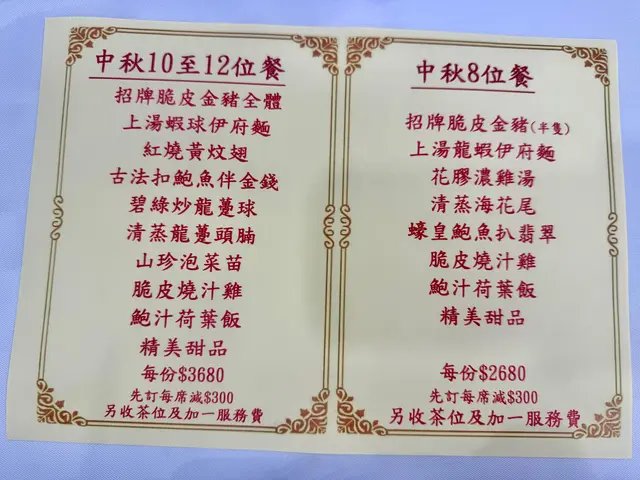 中秋10至12位餐
招牌脆皮金豬全體
上湯蝦球伊府麵
紅燒黃炆翅
古法扣鮑魚伴金錢
碧綠炒龍躉球
清蒸龍躉頭腩
山珍泡菜苗
脆皮燒汁雞
鮑汁荷葉飯
精美甜品
每份$3680
先訂每席減$300
另收茶位及加一服務費
中秋8位餐
招牌脆皮金豬(半隻)
上湯龍蝦伊府麵
花膠濃雞湯
清蒸海花尾
蠔皇鮑魚扒翡翠
脆皮燒汁雞
鮑汁荷葉飯
精美甜品
每份$2680
先訂每席減$300
另收茶位及加一服務費